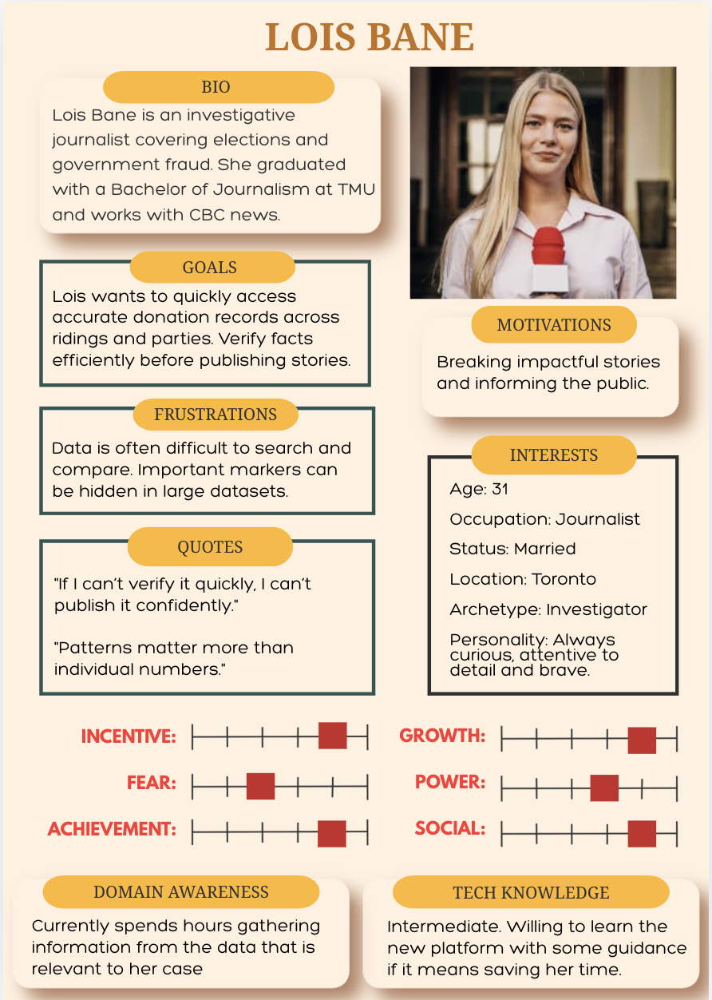 LOIS BANE
BIO
Lois Bane is an investigative
journalist covering elections and
government fraud. She graduated
with a Bachelor of Journalism at TMU
and works with CBC news.
GOALS
Lois wants to quickly access
accurate donation records across
ridings and parties. Verify facts
efficiently before publishing stories.
FRUSTRATIONS
Data is often difficult to search and
compare. Important markers can
be hidden in large datasets.
QUOTES
"If I can't verify it quickly, I can't
publish it confidently."
"Patterns matter more than
individual numbers."
MOTIVATIONS
Breaking impactful stories
and informing the public.
INTERESTS
Age: 31
Occupation: Journalist
Status: Married
Location: Toronto
Archetype: Investigator
Personality: Always
curious, attentive to
detail and brave.
INCENTIVE:
FEAR:
ACHIEVEMENT:
GROWTH:
POWER:
SOCIAL:
DOMAIN AWARENESS
Currently spends hours gathering
information from the data that is
relevant to her case
TECH KNOWLEDGE
Intermediate. Willing to learn the
new platform with some guidance
if it means saving her time.